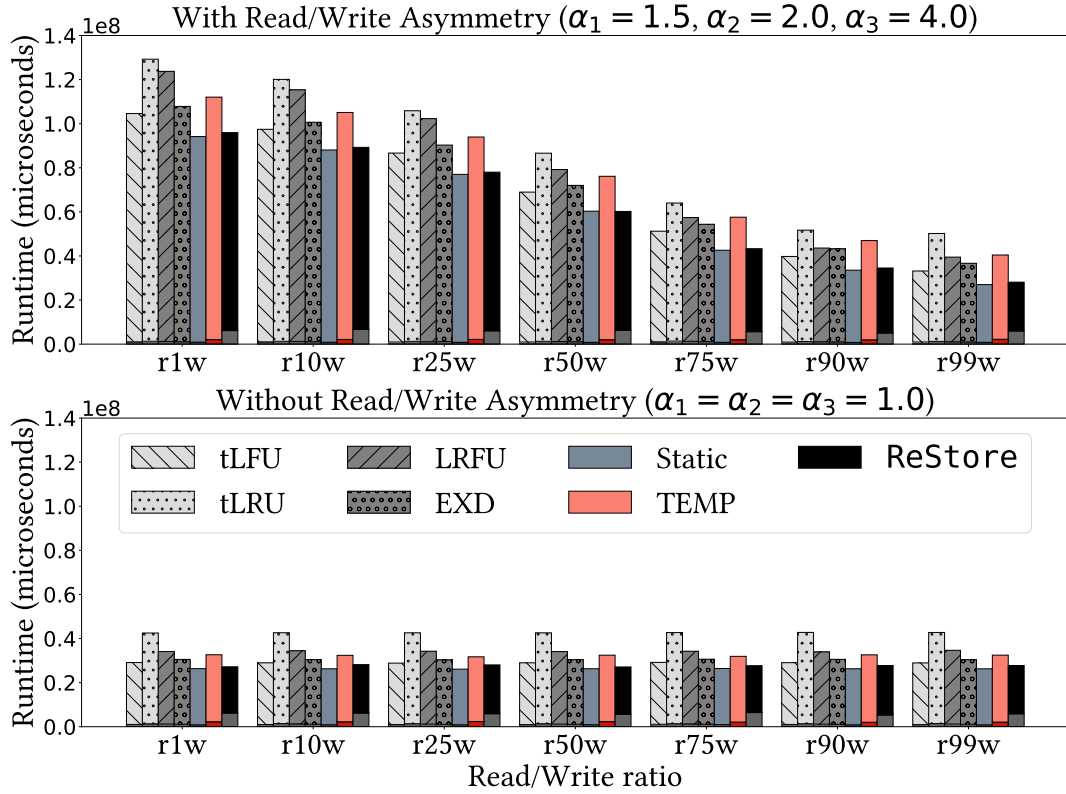 With Read/Write Asymmetry (α₁ = 1.5, α₂ = 2.0, α₃ = 4.0)
1e8
Runtime (microseconds)
1.4
1.2
1.0
0.8
0.6
0.4
0.2
0.0
r1w r10w r25w r50w r75w r90w r99w
Without Read/Write Asymmetry (α₁ = α₂ = α₃ = 1.0)
1e8
Runtime (microseconds)
1.4
1.2
1.0
0.8
0.6
0.4
0.2
0.0
tLFU LRFU Static ReStore
tLRU EXD TEMP
r1w r10w r25w r50w r75w r90w r99w
Read/Write ratio